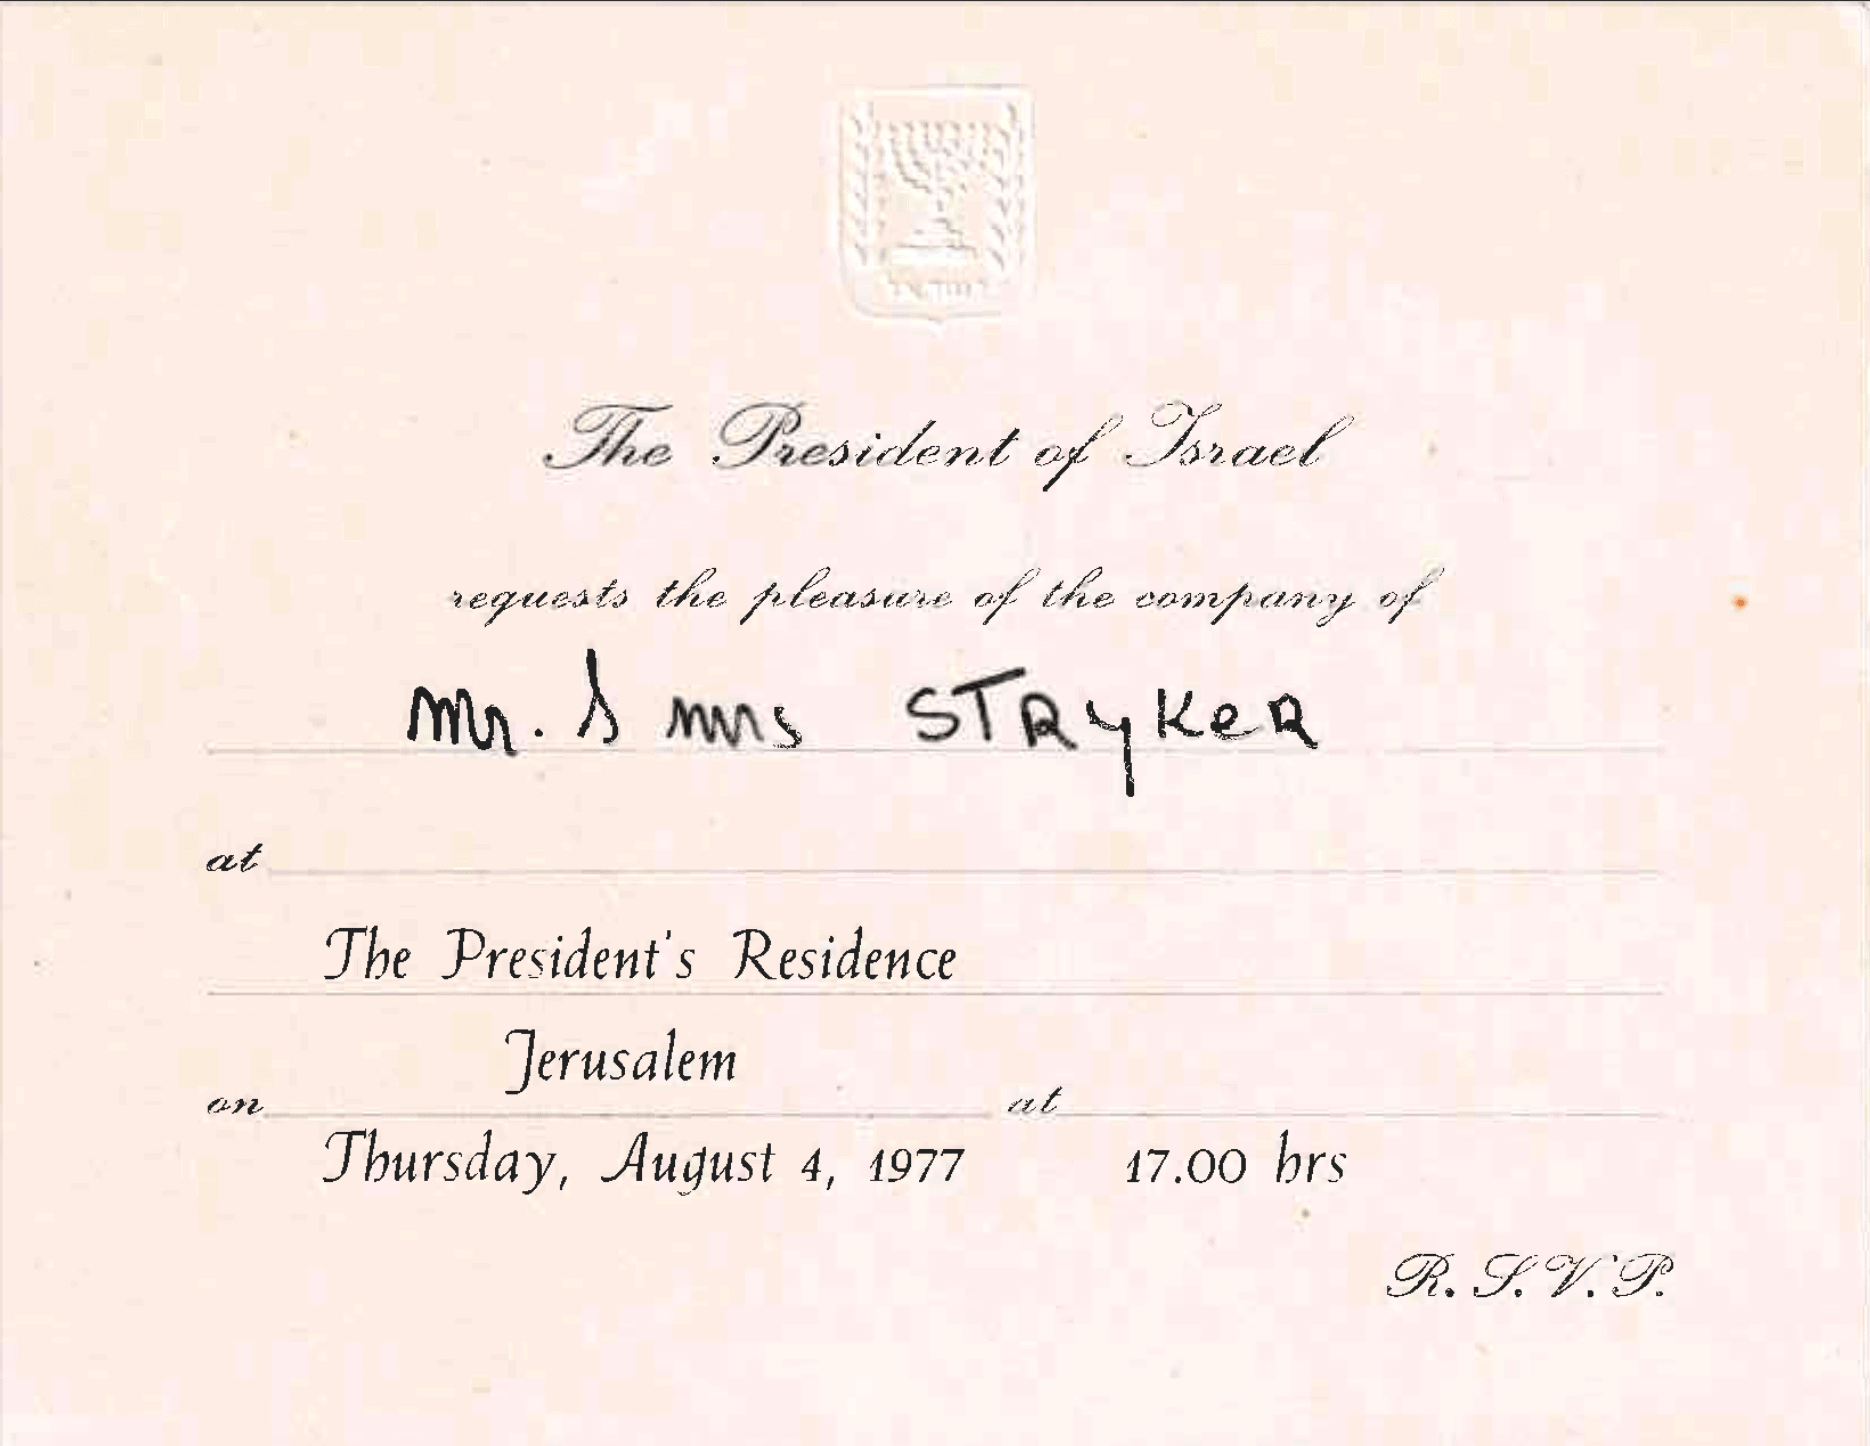 The President of Israel
requests the pleasure of the company of
Mr. & Mrs STRyKeR
at
The President's Residence
Jerusalem
on at
Thursday, August 4, 1977 17.00 hrs
R.S.V.P.